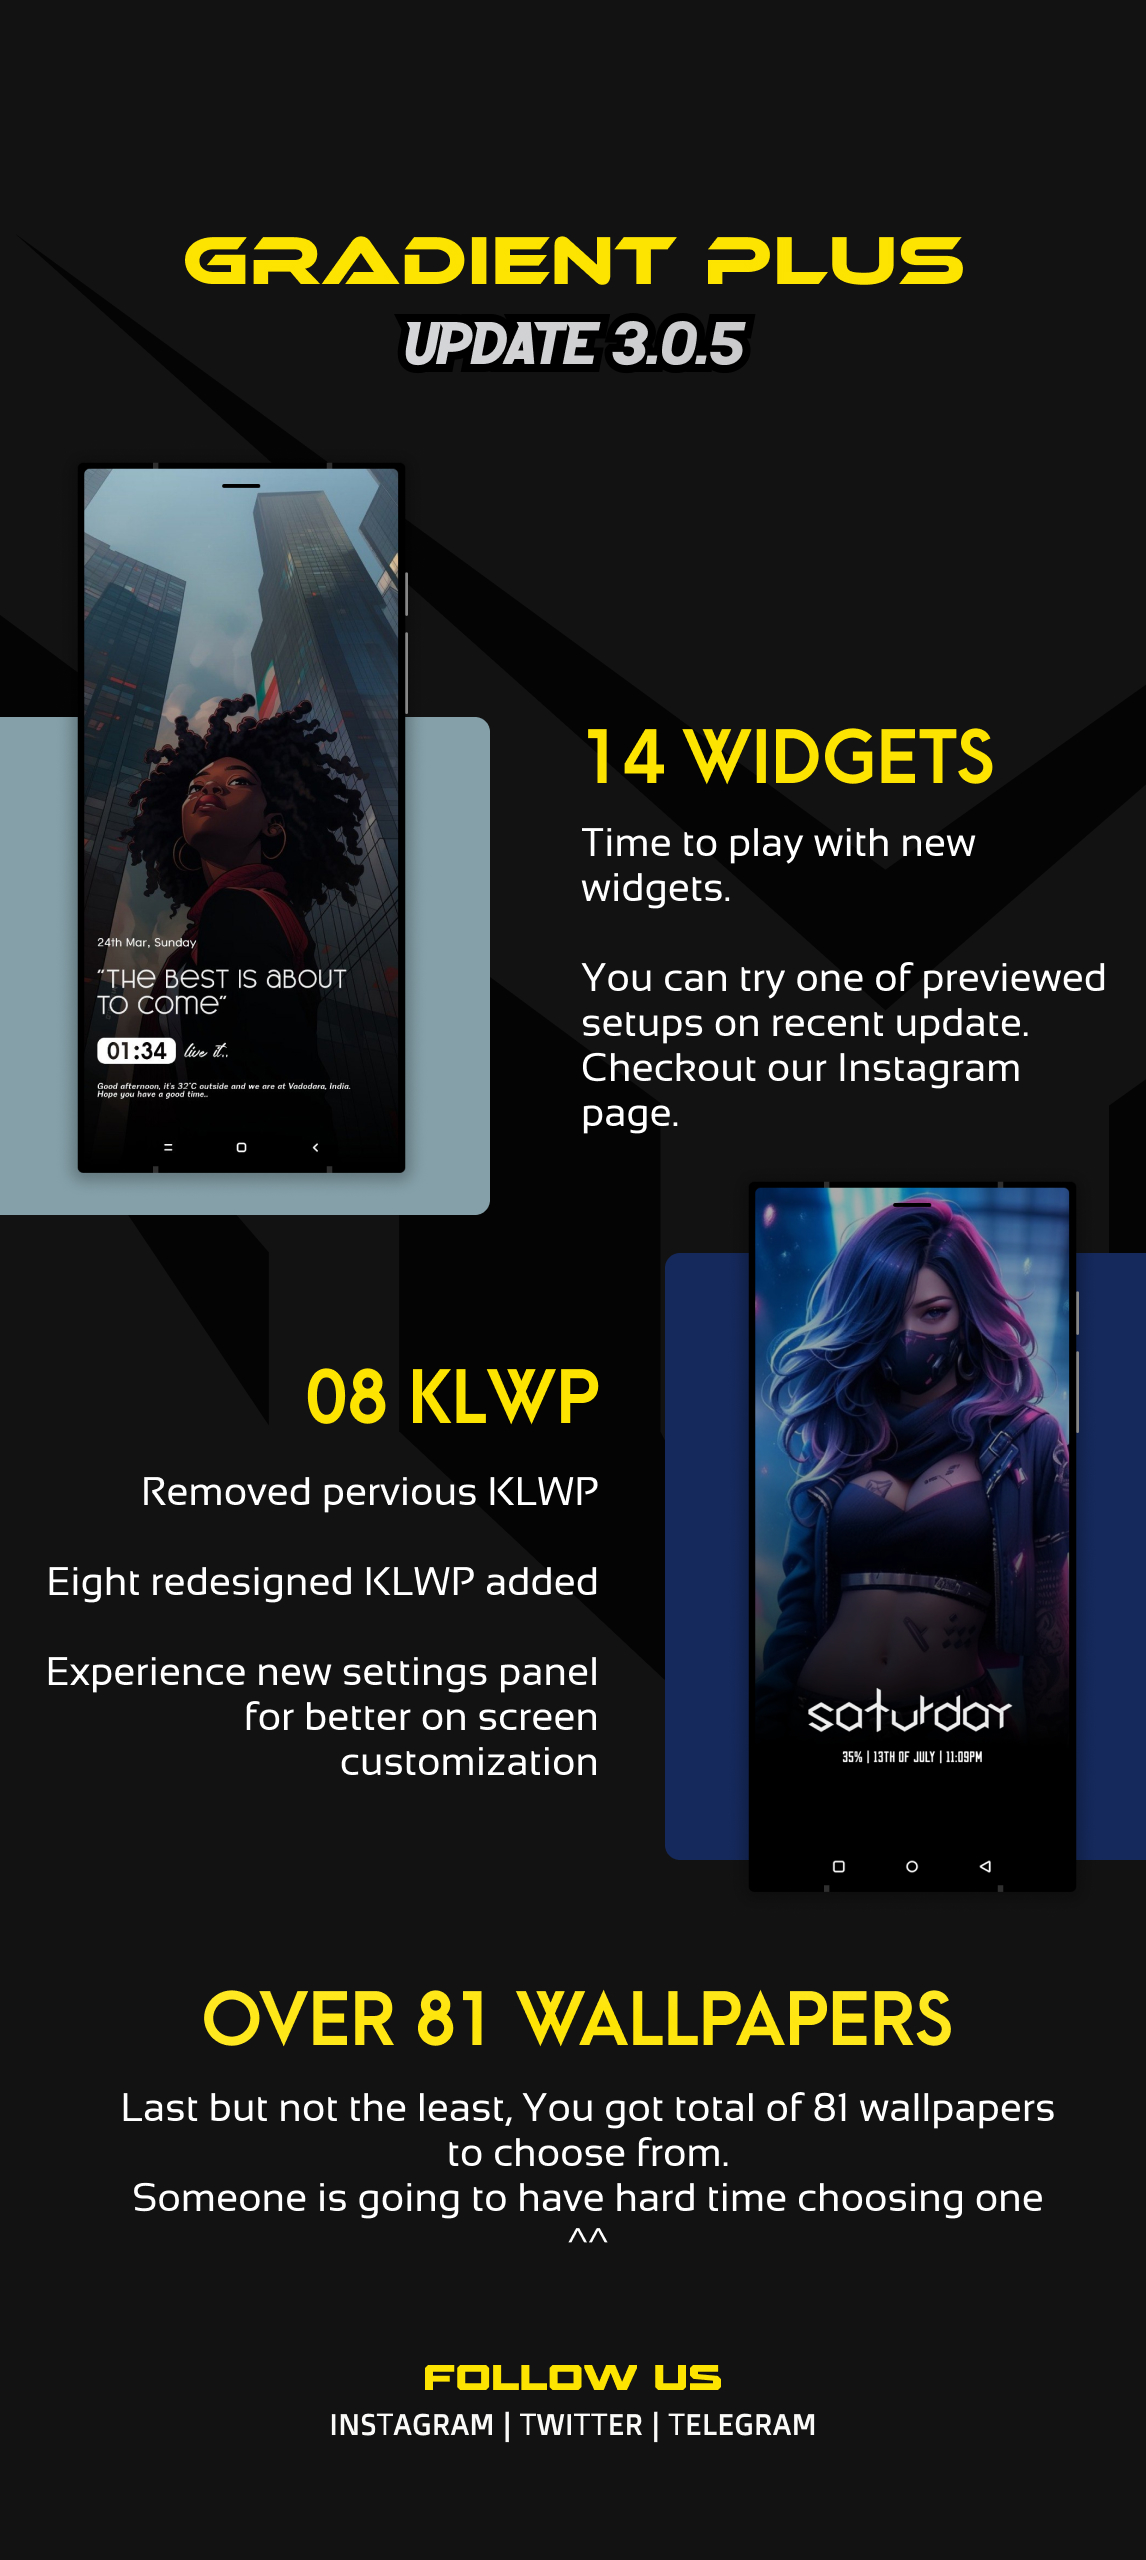 GRADIENT PLUS
UPDATE 3.0.5
24th Mar, Sunday
"THE BEST IS ABOUT
TO COME"
01:34 live it..
Good afternoon, it's 32°C outside and we are at Vadodara, India.
Hope you have a good time..
14 WIDGETS
Time to play with new
widgets.
You can try one of previewed
setups on recent update.
Checkout our Instagram
page.
08 KLWP
Removed pervious KLWP
Eight redesigned KLWP added
Experience new settings panel
for better on screen
customization
saturday
35% | 13TH OF JULY | 11:09PM
OVER 81 WALLPAPERS
Last but not the least, You got total of 81 wallpapers
to choose from.
Someone is going to have hard time choosing one
^^
FOLLOW US
INSTAGRAM | TWITTER | TELEGRAM